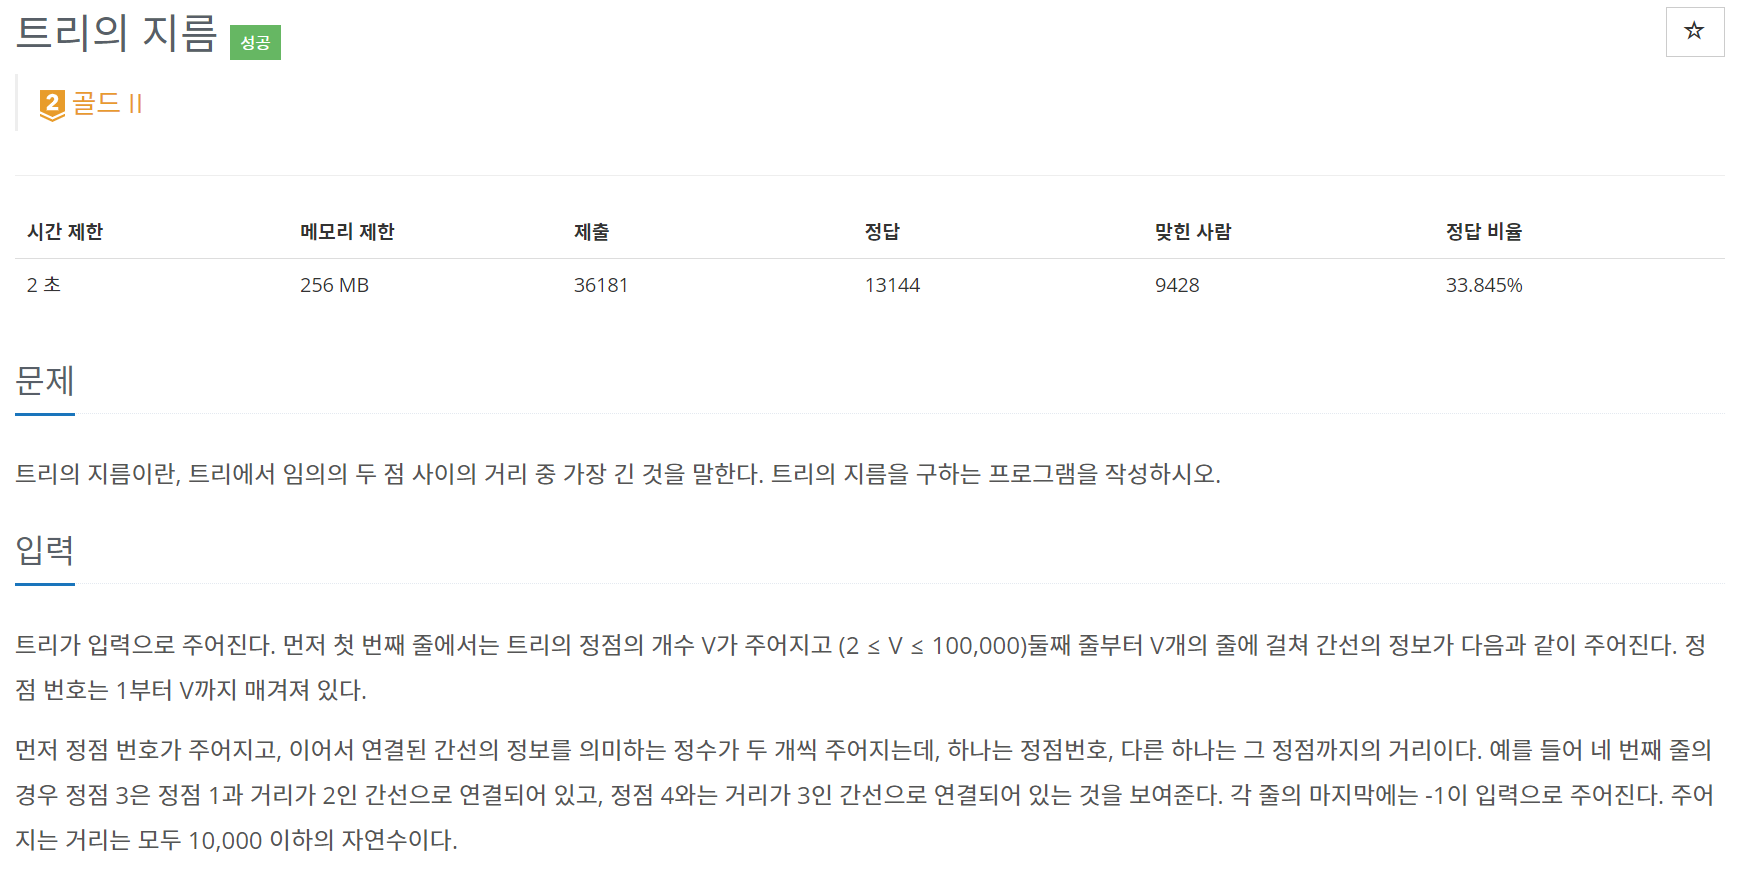 트리의 지름 성공
☆
2 골드 II
시간 제한 메모리 제한 제출 정답 맞힌 사람 정답 비율
2 초 256 MB 36181 13144 9428 33.845%
문제
트리의 지름이란, 트리에서 임의의 두 점 사이의 거리 중 가장 긴 것을 말한다. 트리의 지름을 구하는 프로그램을 작성하시오.
입력
트리가 입력으로 주어진다. 먼저 첫 번째 줄에서는 트리의 정점의 개수 V가 주어지고 (2 ≤ V ≤ 100,000)둘째 줄부터 V개의 줄에 걸쳐 간선의 정보가 다음과 같이 주어진다. 정
점 번호는 1부터 V까지 매겨져 있다.
먼저 정점 번호가 주어지고, 이어서 연결된 간선의 정보를 의미하는 정수가 두 개씩 주어지는데, 하나는 정점번호, 다른 하나는 그 정점까지의 거리이다. 예를 들어 네 번째 줄의
경우 정점 3은 정점 1과 거리가 2인 간선으로 연결되어 있고, 정점 4와는 거리가 3인 간선으로 연결되어 있는 것을 보여준다. 각 줄의 마지막에는 -1이 입력으로 주어진다. 주어
지는 거리는 모두 10,000 이하의 자연수이다.